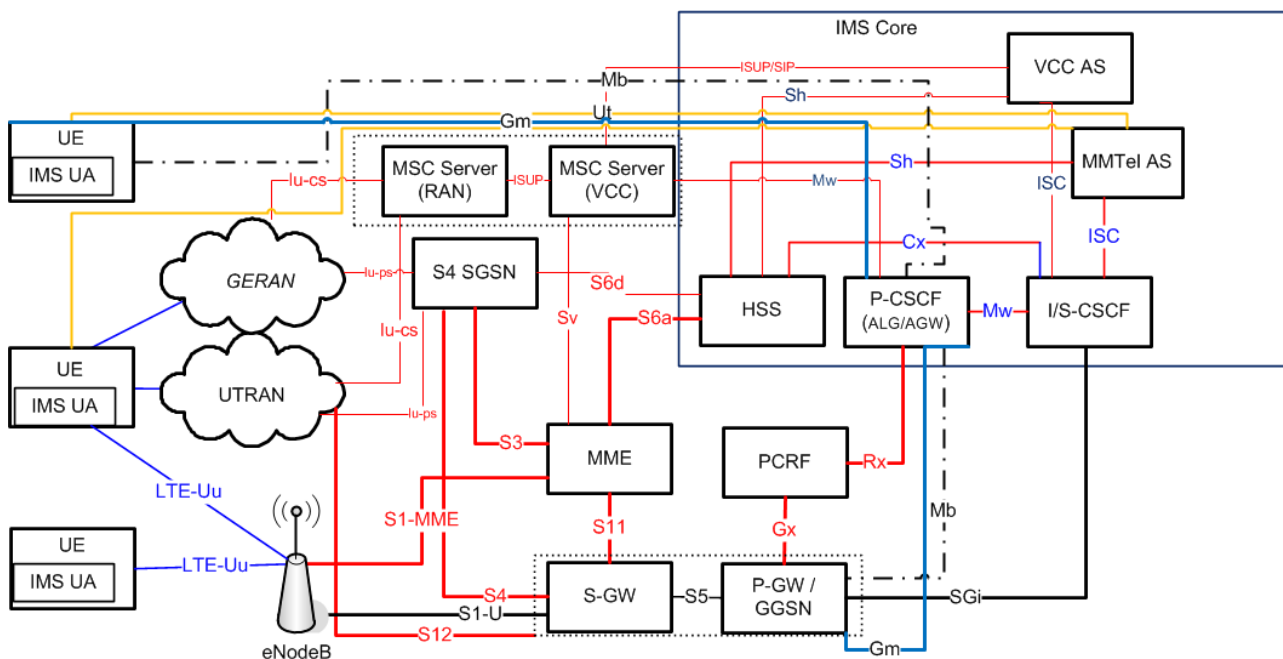 IMS Core
VCC AS
ISUP/SIP
Mb
Sh
Ut
Gm
UE
IMS UA
MSC Server
(RAN)
ISUP
MSC Server
(VCC)
Iu-cs
Mw
Sh
MMTel AS
ISC
ISC
Cx
GERAN
Iu-ps
S4 SGSN
S6d
HSS
P-CSCF
(ALG/AGW)
Mw
I/S-CSCF
Iu-cs
Sv
S6a
UE
IMS UA
UTRAN
Iu-ps
S3
MME
PCRF
Rx
LTE-Uu
S1-MME
S11
Gx
Mb
UE
IMS UA
LTE-Uu
S4
S-GW
S5
P-GW /
GGSN
SGi
S1-U
S12
Gm
eNodeB